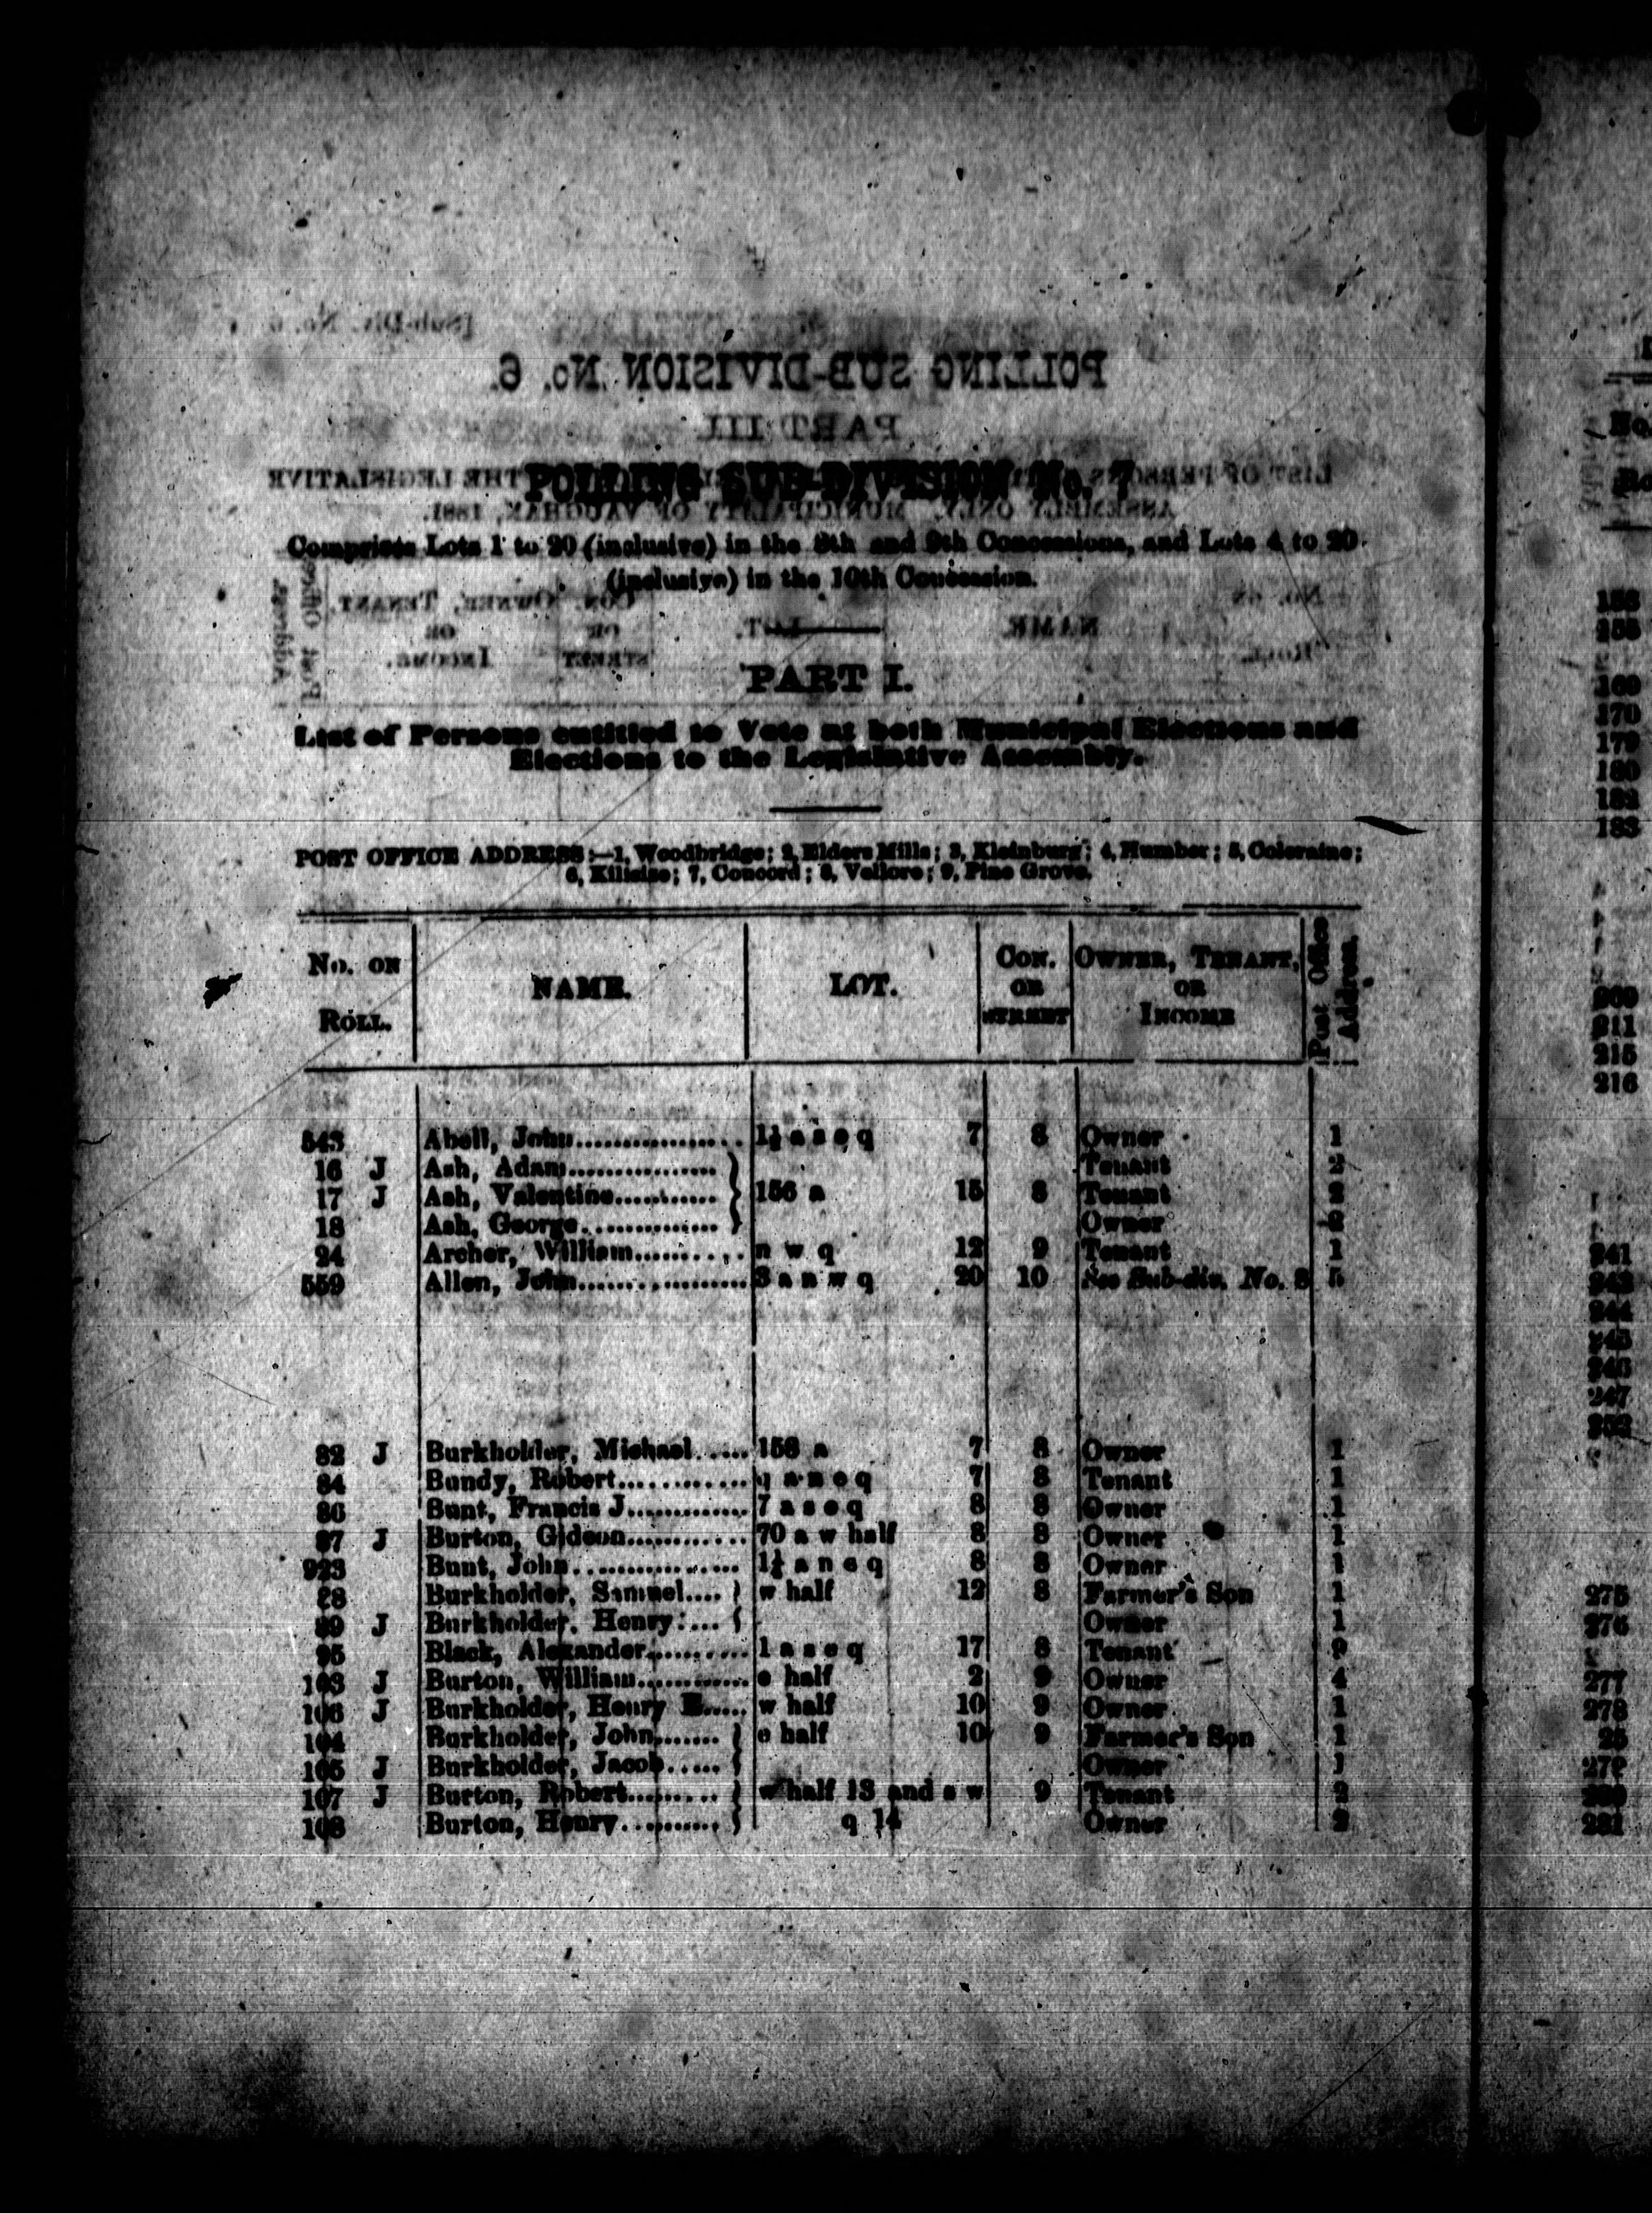 POLLING SUB-DIVISION No. 7
Comprises Lots 1 to 20 (inclusive) in the 8th and 9th Concessions, and Lots 4 to 20
(inclusive) in the 10th Concession.
PART I.
List of Persons entitled to Vote at both Municipal Elections and
Elections to the Legislative Assembly.
POST OFFICE ADDRESS:—1, Woodbridge; 2, Elders Mills; 3, Kleinburg; 4, Humber; 5, Coleraine;
7, Concord; 8, Vellore; 9, Pine Grove.
No. ON ROLL. NAME. LOT. CON. OR STREET OWNER, TENANT, OR INCOME Post Office Address.
543 Abell, John 1½ a s e q 7 8 Owner 1
16 J Ash, Adam Tenant 2
17 J Ash, Valentine 156 a 15 8 Tenant 2
18 Ash, George Owner 2
24 Archer, William n w q 12 9 Tenant 1
559 Allen, John 3 a n w q 20 10 See Sub-div. No. 8 5
82 J Burkholder, Michael 158 a 7 8 Owner 1
84 Bundy, Robert a n e q 7 8 Tenant 1
86 Bunt, Francis J 7 a s e q 8 8 Owner 1
87 J Burton, Gideon 70 a w half 8 8 Owner 1
923 Bunt, John 1½ a n e q 8 8 Owner 1
88 Burkholder, Samuel w half 12 8 Farmer's Son 1
89 J Burkholder, Henry Owner 1
95 Black, Alexander 1 a s e q 17 8 Tenant 9
103 J Burton, William e half 2 9 Owner 4
106 J Burkholder, Henry E w half 10 9 Owner 1
104 Burkholder, John e half 10 9 Farmer's Son 1
105 J Burkholder, Jacob Owner 1
107 J Burton, Robert w half 13 and s w 9 Tenant 2
108 Burton, Henry q 14 Owner 2